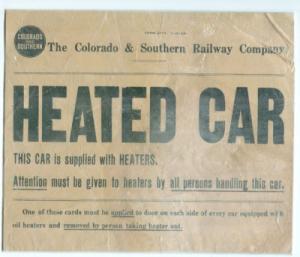 COLORADO
AND
SOUTHERN
The Colorado & Southern Railway Company
HEATED CAR
THIS CAR is supplied with HEATERS.
Attention must be given to heaters by all persons handling this car.
One of these cards must be applied to door on each side of every car equipped with
oil heaters and removed by person taking heater out.